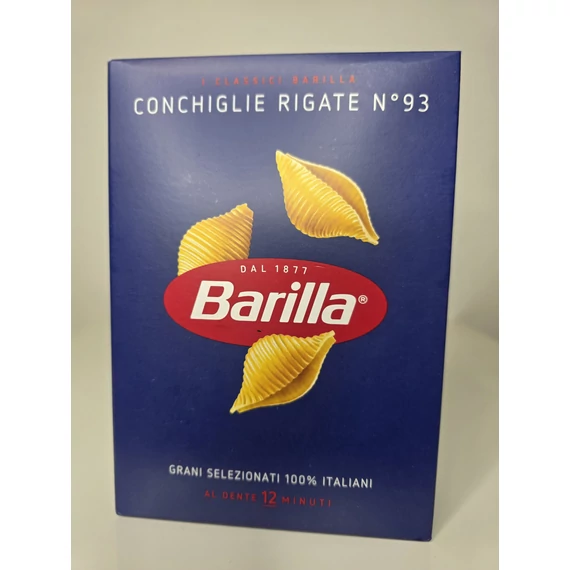 I CLASSICI BARILLA
CONCHIGLIE RIGATE N°93
DAL 1877
Barilla®
GRANI SELEZIONATI 100% ITALIANI
AL DENTE 12 MINUTI